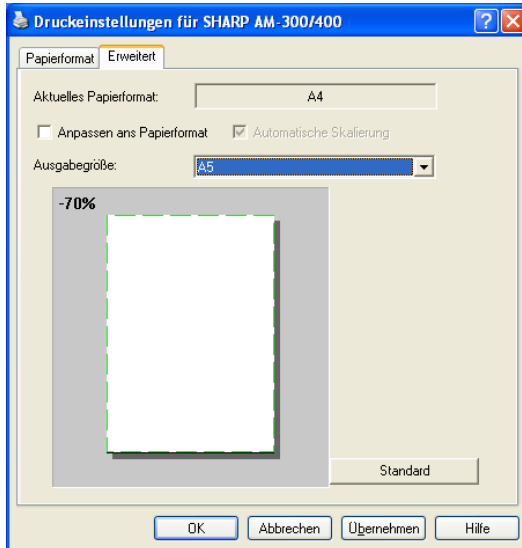 Druckeinstellungen für SHARP AM-300/400
Papierformat Erweitert
Aktuelles Papierformat: A4
Anpassen ans Papierformat Automatische Skalierung
Ausgabegröße: A5
-70%
Standard
OK Abbrechen Übernehmen Hilfe